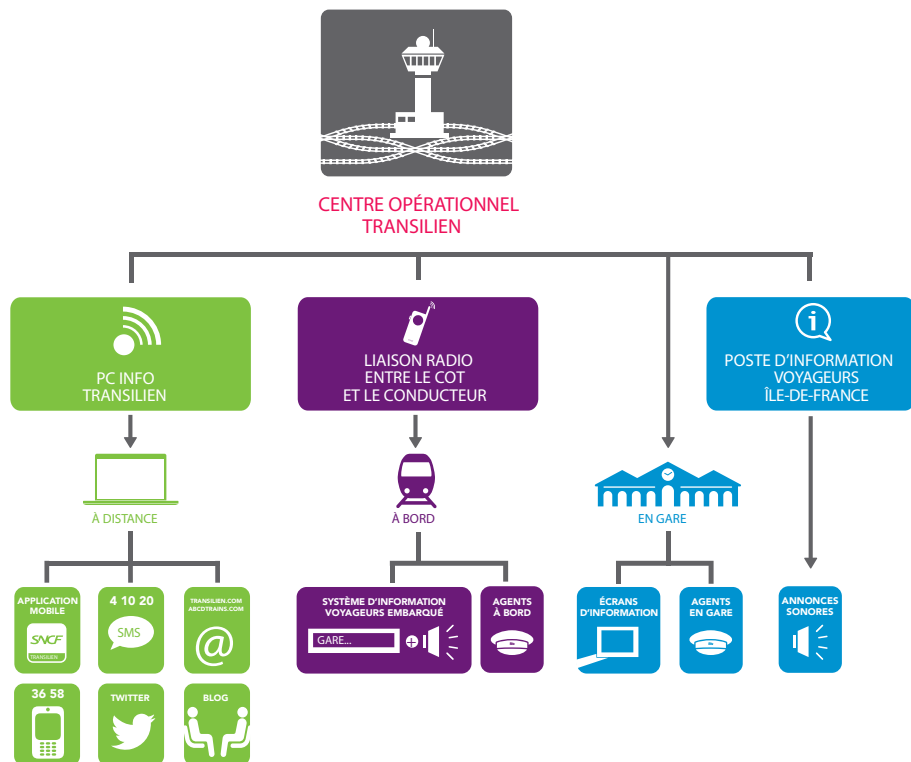 CENTRE OPÉRATIONNEL
TRANSILIEN
PC INFO
TRANSILIEN
LIAISON RADIO
ENTRE LE COT
ET LE CONDUCTEUR
POSTE D'INFORMATION
VOYAGEURS
ÎLE-DE-FRANCE
À DISTANCE
À BORD
EN GARE
APPLICATION
MOBILE
SNCF
TRANSILIEN
4 10 20
SMS
TRANSILIEN.COM
ABCDTRAINS.COM
@
SYSTÈME D'INFORMATION
VOYAGEURS EMBARQUÉ
GARE...
AGENTS
À BORD
ÉCRANS
D'INFORMATION
AGENTS
EN GARE
ANNONCES
SONORES
36 58
TWITTER
BLOG